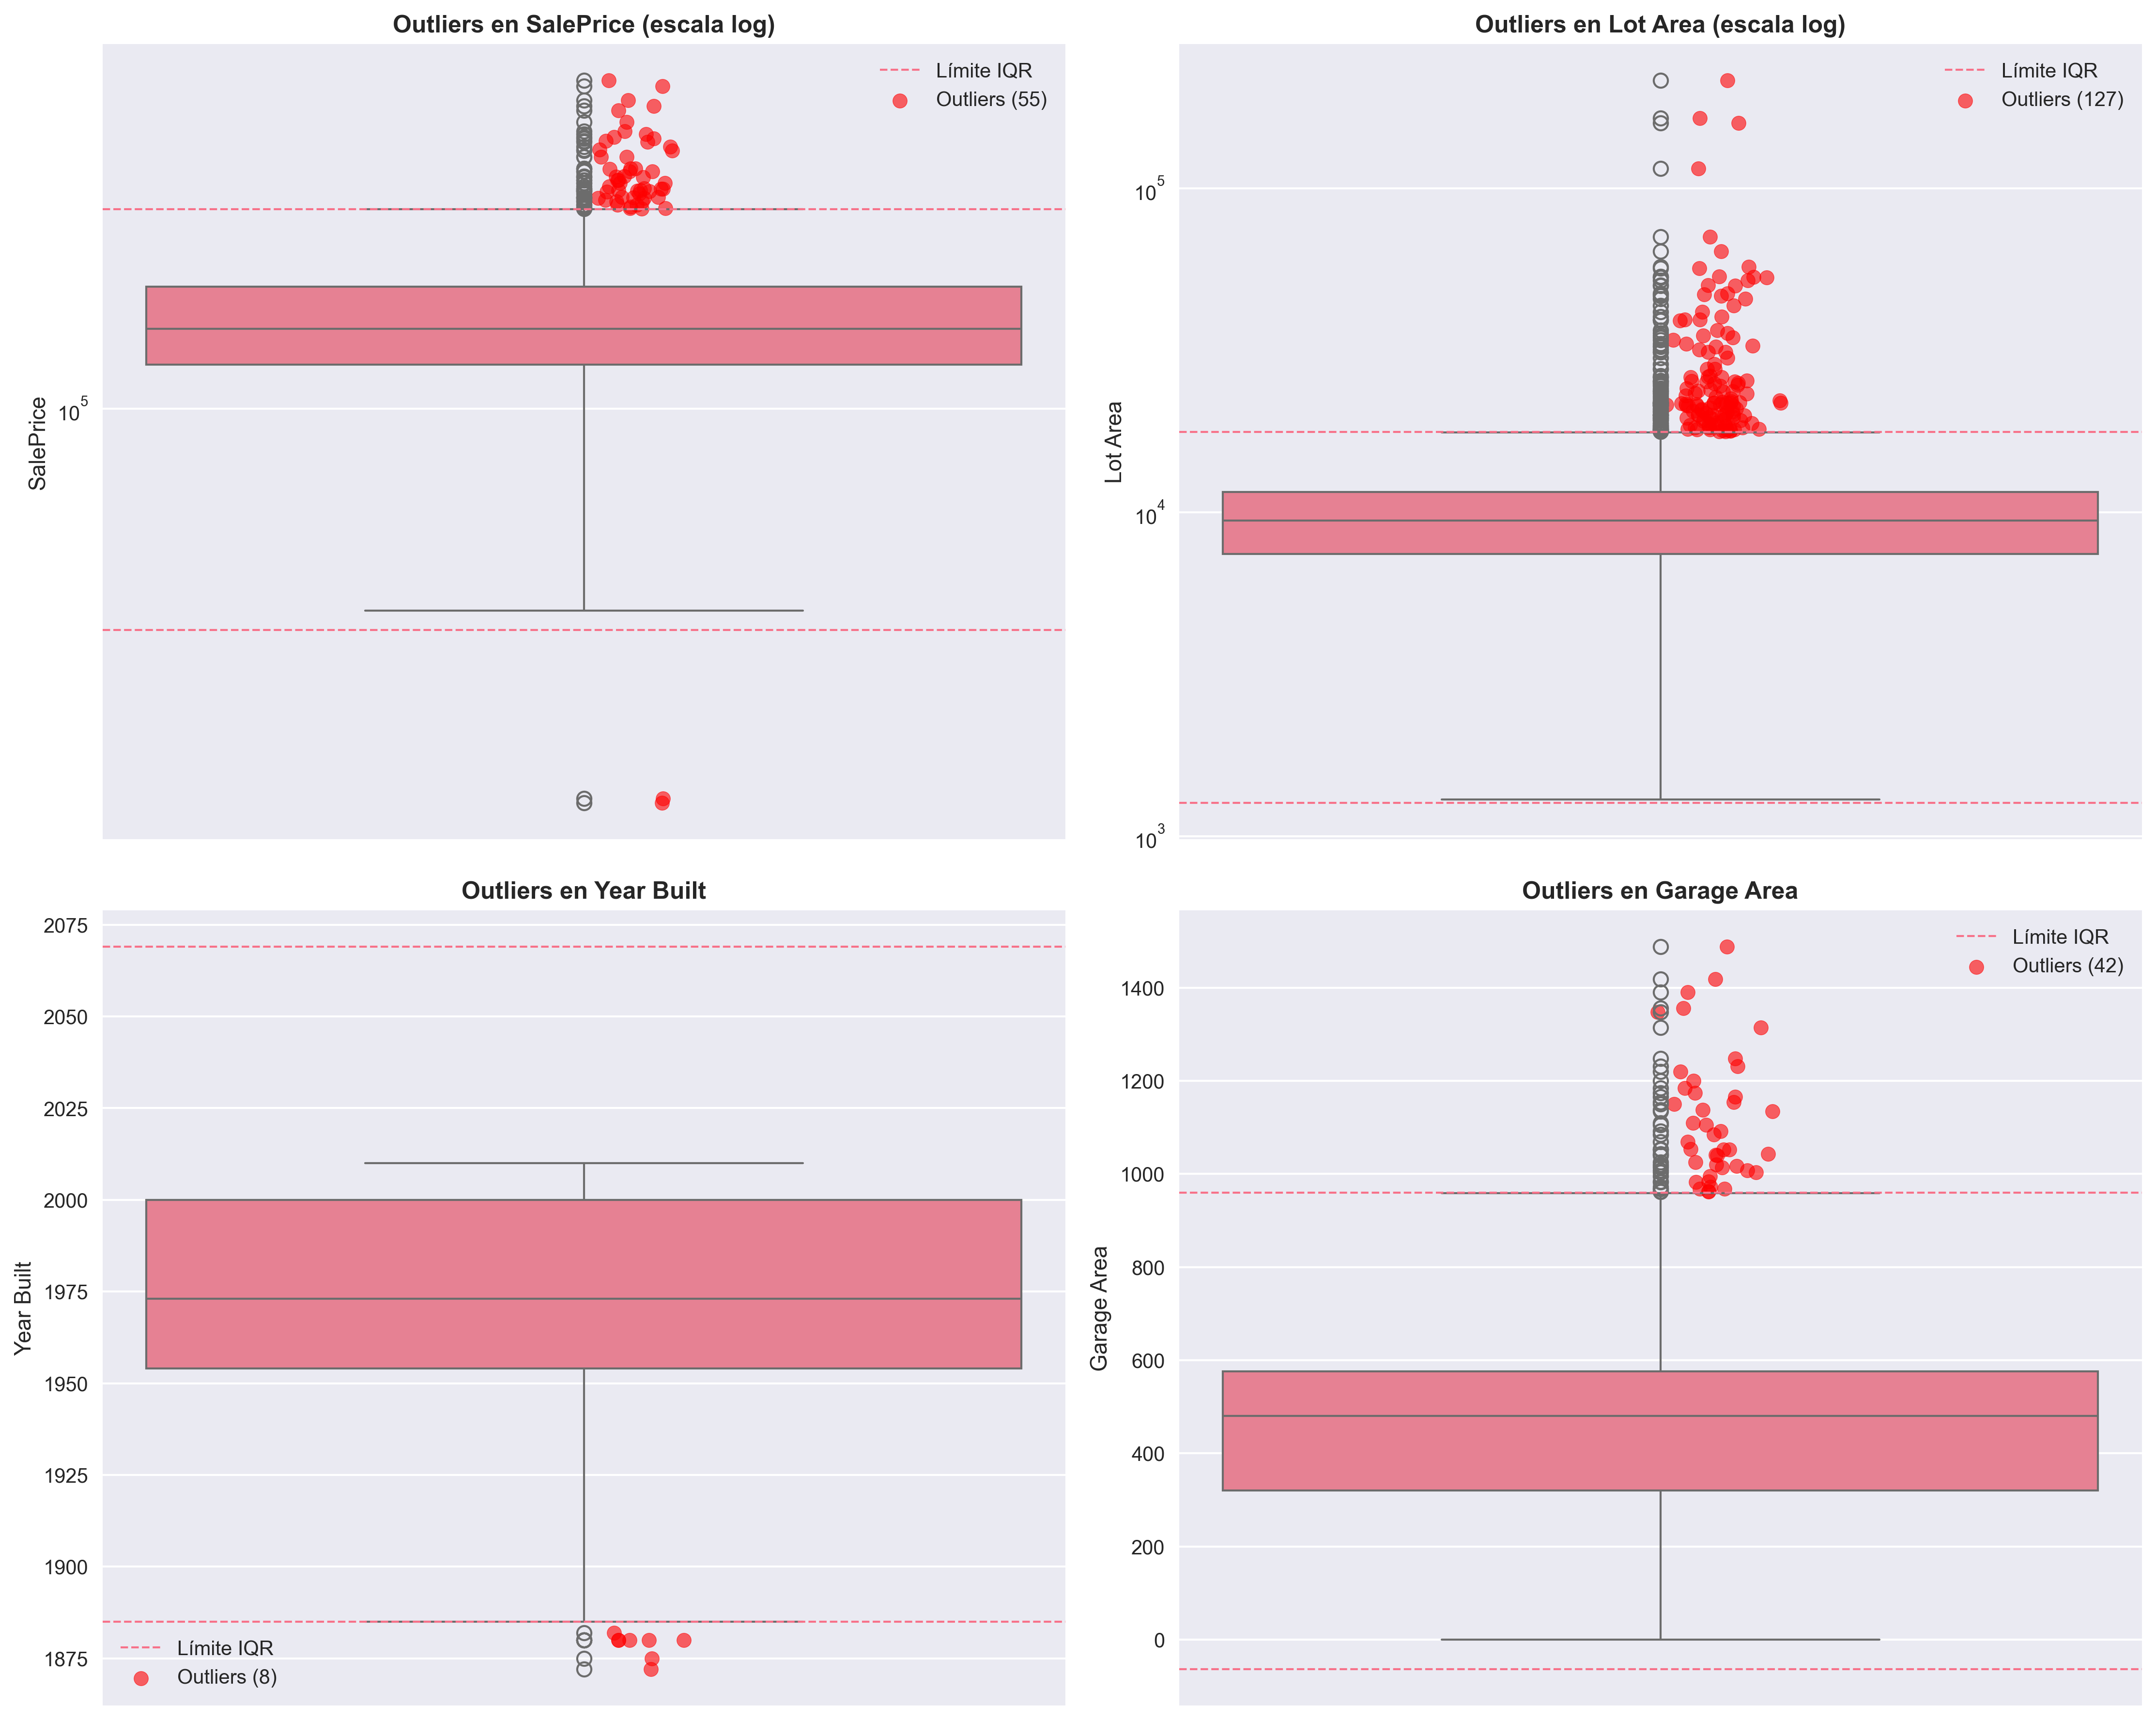 Outliers en SalePrice (escala log)
Límite IQR
Outliers (55)
SalePrice
10^5
Outliers en Lot Area (escala log)
Límite IQR
Outliers (127)
Lot Area
10^5
10^4
10^3
Outliers en Year Built
2075
2050
2025
2000
1975
1950
1925
1900
1875
Year Built
Límite IQR
Outliers (8)
Outliers en Garage Area
Límite IQR
Outliers (42)
1400
1200
1000
800
600
400
200
0
Garage Area